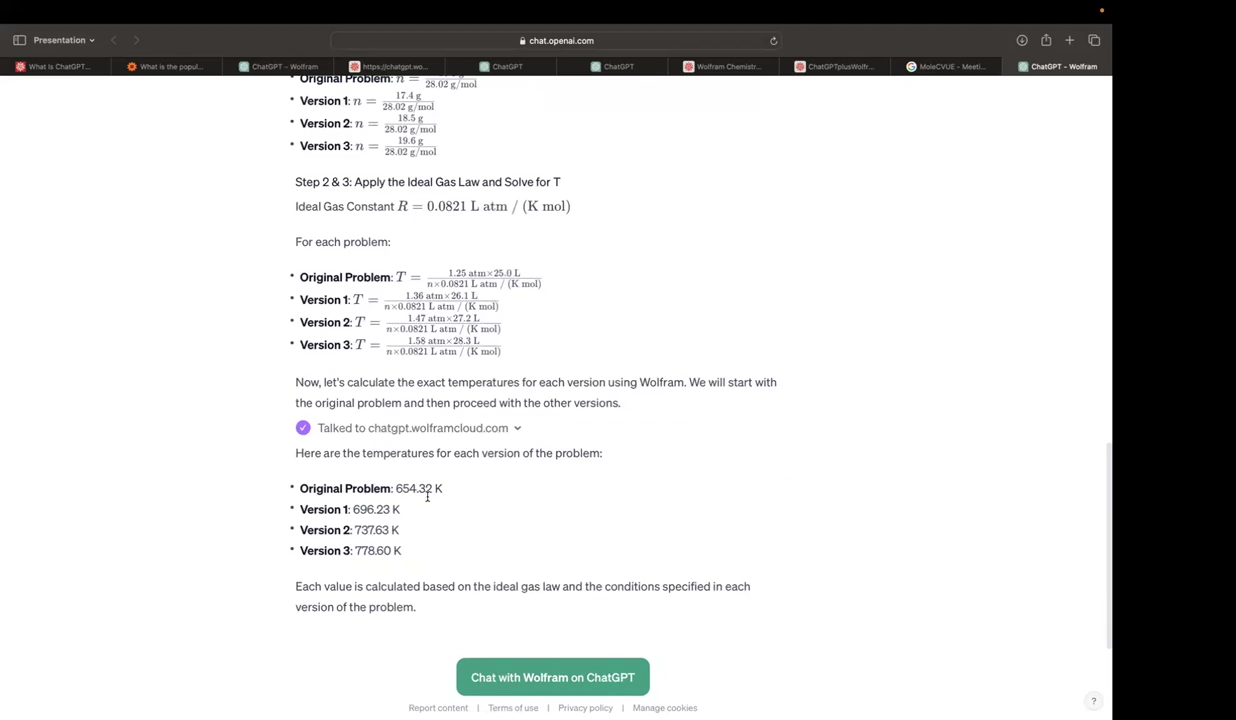 Presentation
chat.openai.com
What Is ChatGPT...
What is the popul...
ChatGPT - Wolfram
https://chatgpt.wo...
ChatGPT
ChatGPT
Wolfram Chemistr...
ChatGPTplusWolfr...
MoleCVUE - Meeti...
ChatGPT - Wolfram
Original Problem: n = 28.02 g/mol
• Version 1: n = 17.4 g / 28.02 g/mol
• Version 2: n = 18.5 g / 28.02 g/mol
• Version 3: n = 19.6 g / 28.02 g/mol
Step 2 & 3: Apply the Ideal Gas Law and Solve for T
Ideal Gas Constant R = 0.0821 L atm / (K mol)
For each problem:
• Original Problem: T = 1.25 atm×25.0 L / n×0.0821 L atm / (K mol)
• Version 1: T = 1.36 atm×26.1 L / n×0.0821 L atm / (K mol)
• Version 2: T = 1.47 atm×27.2 L / n×0.0821 L atm / (K mol)
• Version 3: T = 1.58 atm×28.3 L / n×0.0821 L atm / (K mol)
Now, let's calculate the exact temperatures for each version using Wolfram. We will start with
the original problem and then proceed with the other versions.
Talked to chatgpt.wolframcloud.com
Here are the temperatures for each version of the problem:
• Original Problem: 654.32 K
• Version 1: 696.23 K
• Version 2: 737.63 K
• Version 3: 778.60 K
Each value is calculated based on the ideal gas law and the conditions specified in each
version of the problem.
Chat with Wolfram on ChatGPT
Report content | Terms of use | Privacy policy | Manage cookies
?